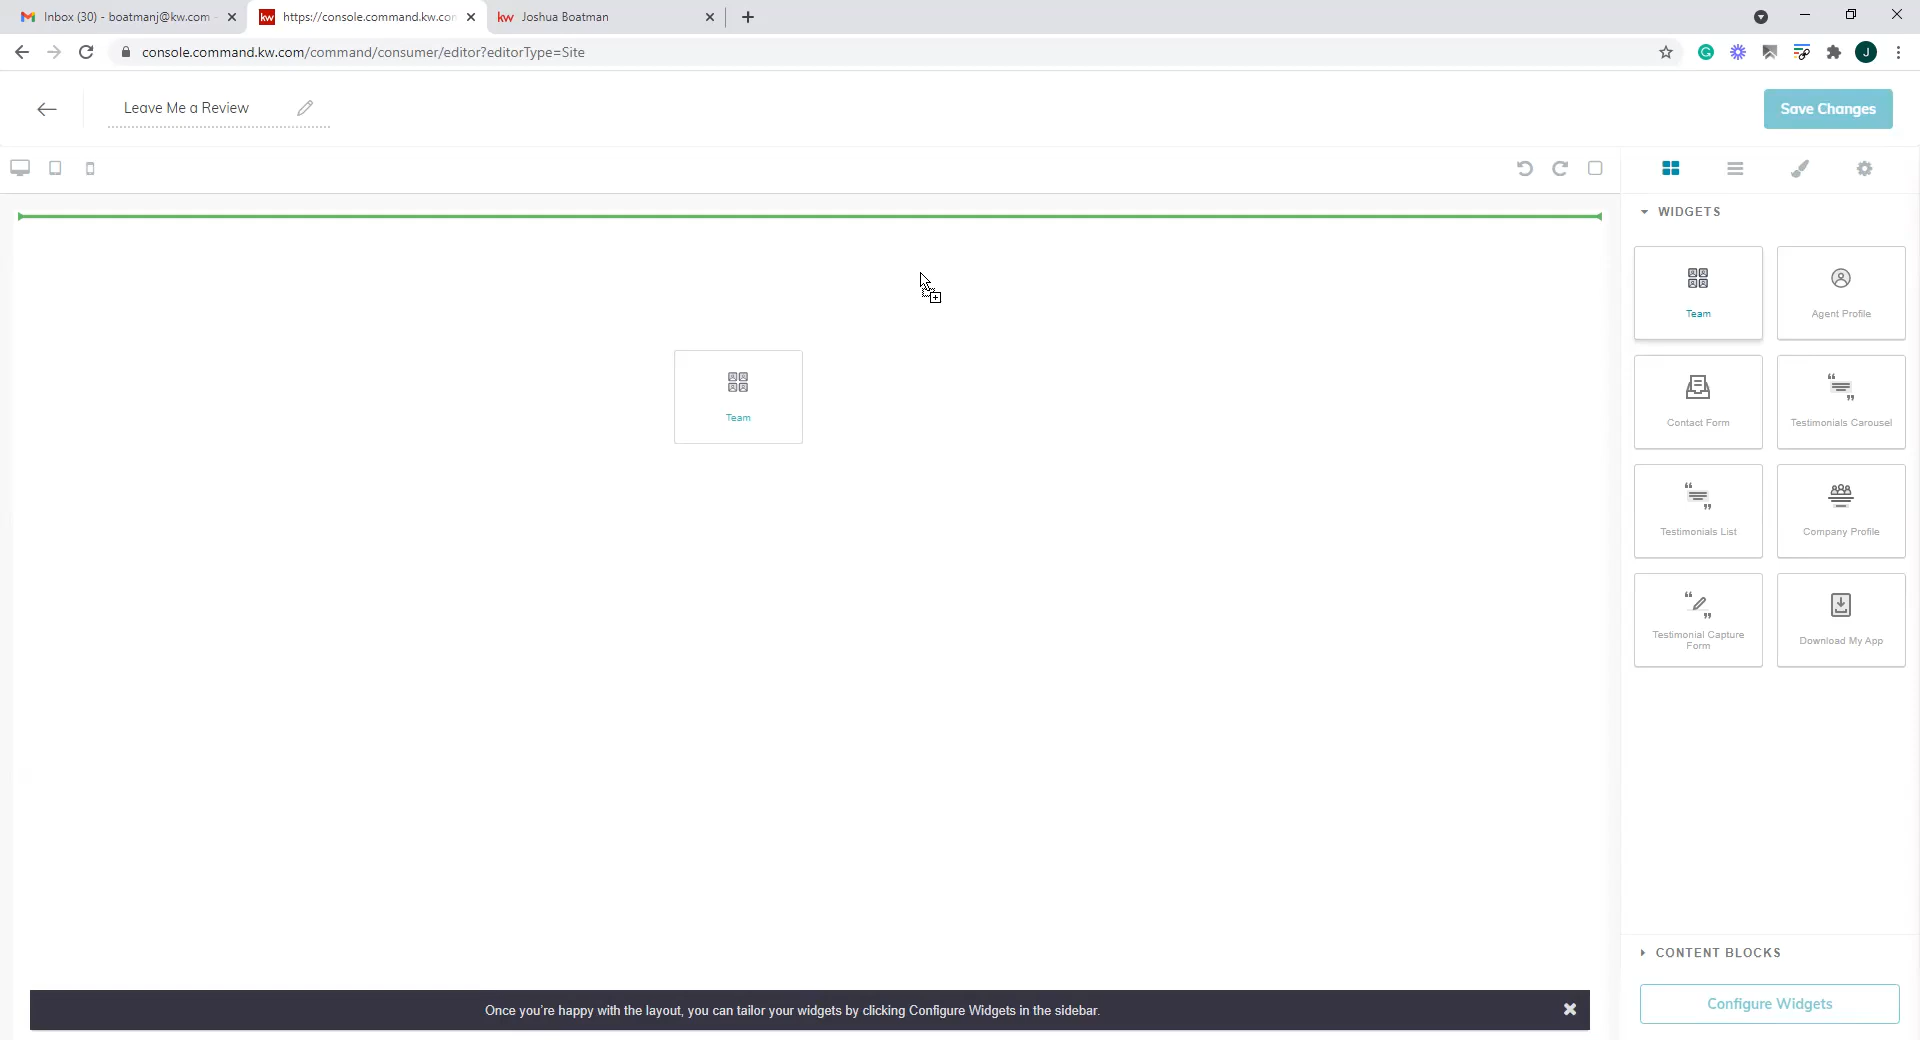 Inbox (30) - boatmanj@kw.com -
kw https://console.command.kw.con
kw Joshua Boatman
console.command.kw.com/command/consumer/editor?editorType=Site
J
Leave Me a Review
Save Changes
WIDGETS
Team
Agent Profile
Contact Form
Testimonials Carousel
Testimonials List
Company Profile
Testimonial Capture
Form
Download My App
Team
CONTENT BLOCKS
Configure Widgets
Once you're happy with the layout, you can tailor your widgets by clicking Configure Widgets in the sidebar.